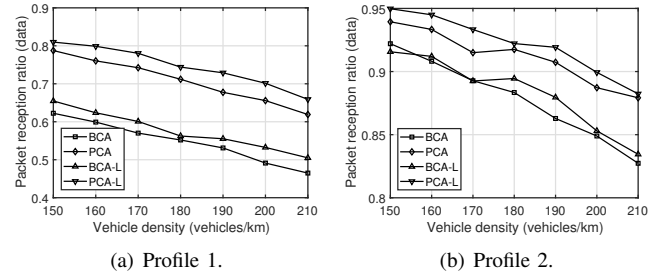 0.9
0.8
0.7
0.6
0.5
0.4
Packet reception ratio (data)
BCA
PCA
BCA-L
PCA-L
150 160 170 180 190 200 210
Vehicle density (vehicles/km)
(a) Profile 1.
0.95
0.9
0.85
0.8
Packet reception ratio (data)
BCA
PCA
BCA-L
PCA-L
150 160 170 180 190 200 210
Vehicle density (vehicles/km)
(b) Profile 2.